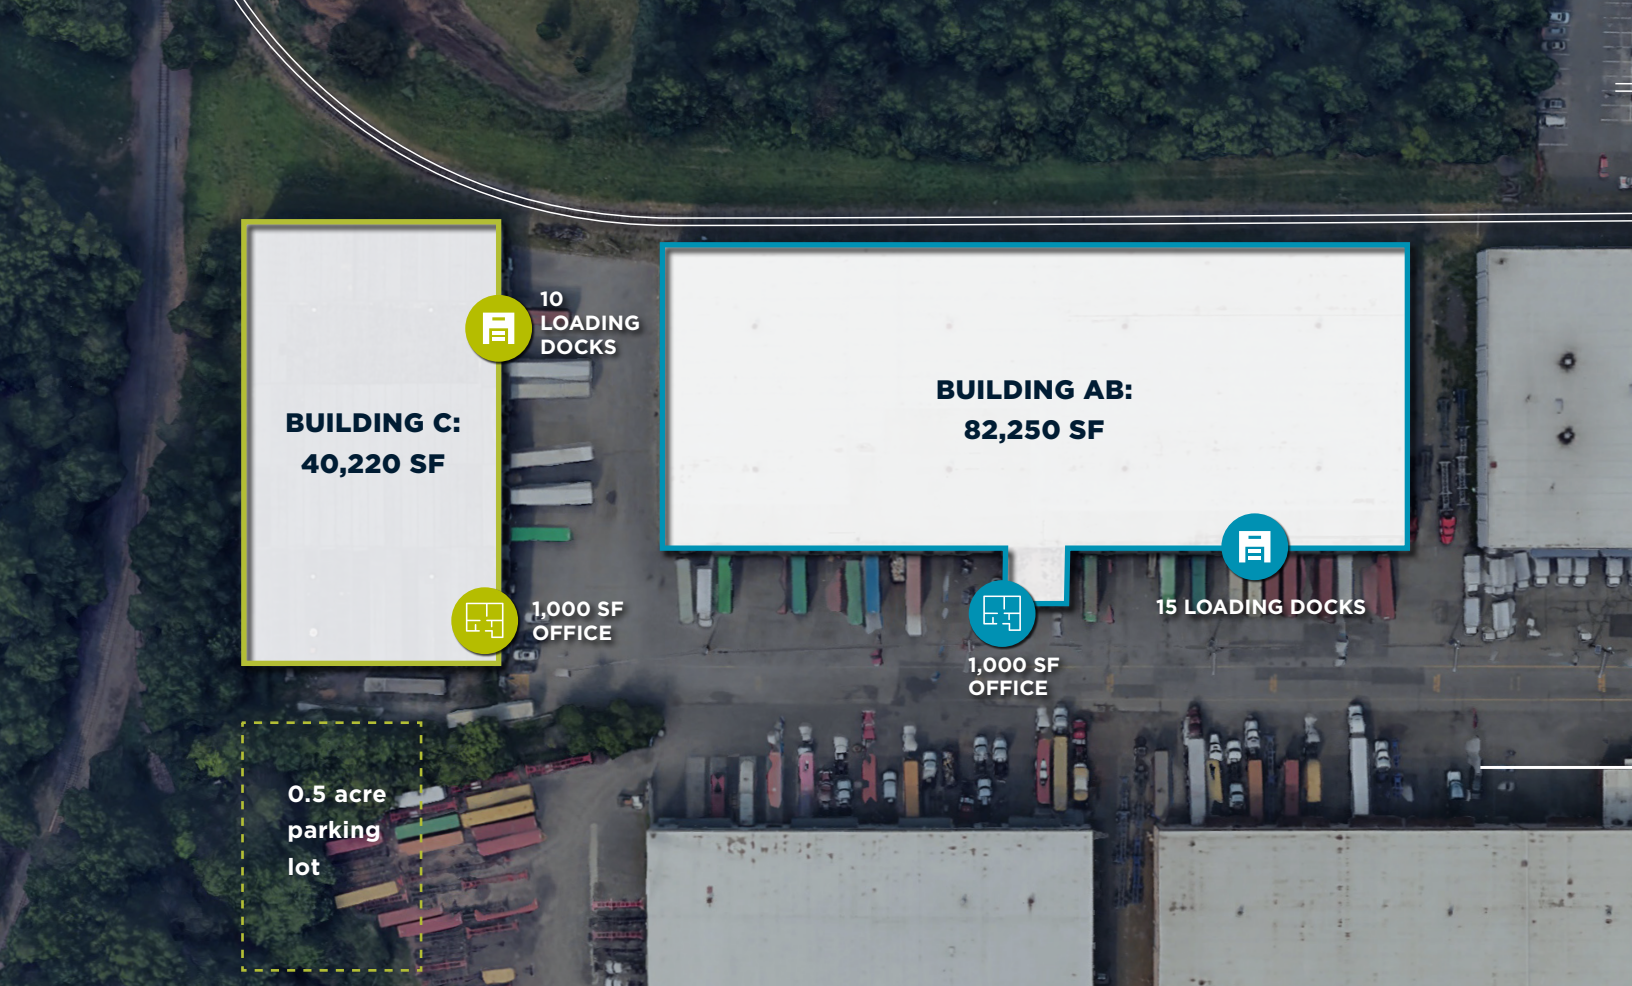 10
LOADING
DOCKS
BUILDING C:
40,220 SF
1,000 SF
OFFICE
BUILDING AB:
82,250 SF
15 LOADING DOCKS
1,000 SF
OFFICE
0.5 acre
parking
lot